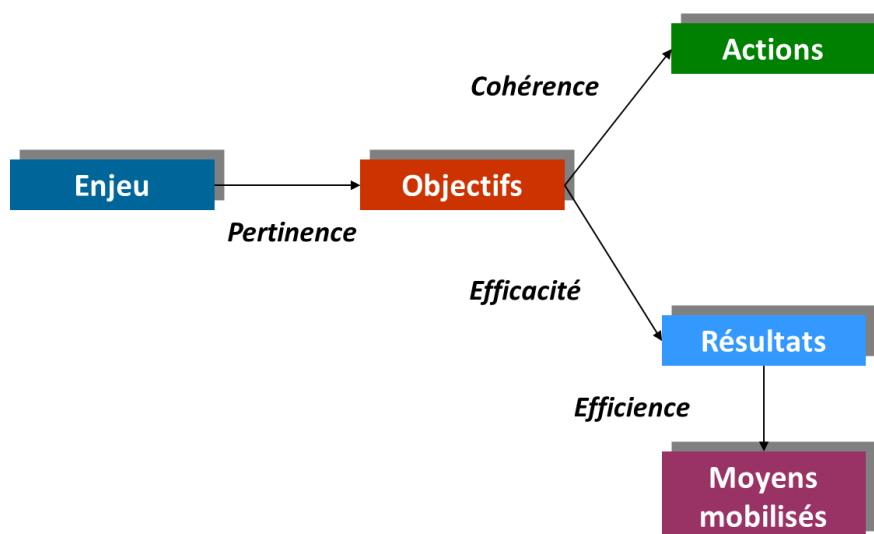 Actions
Cohérence
Enjeu
Objectifs
Pertinence
Efficacité
Résultats
Efficience
Moyens
mobilisés